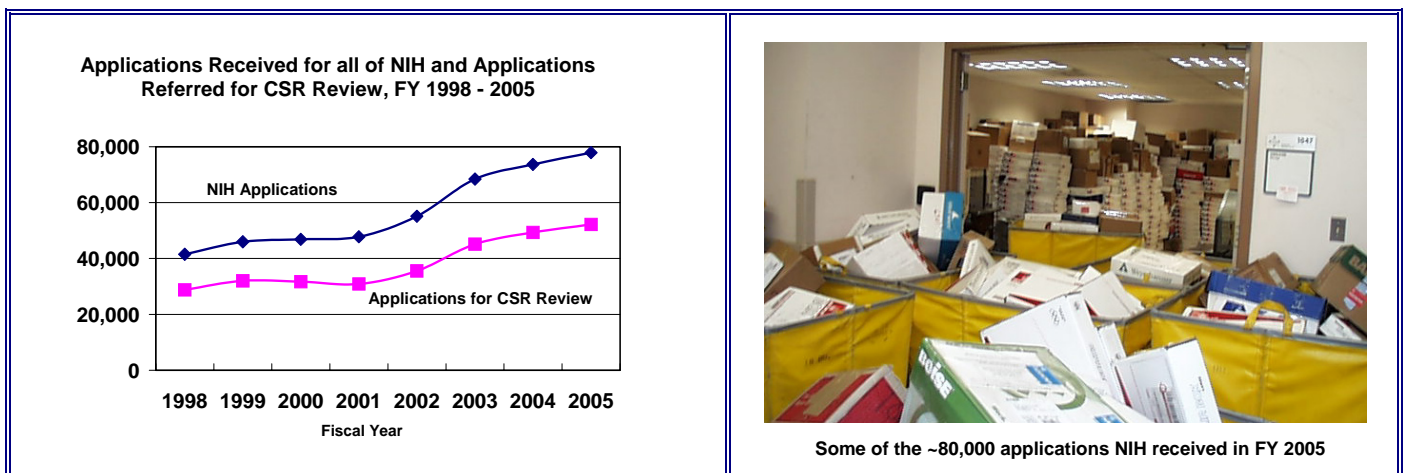 Applications Received for all of NIH and Applications
Referred for CSR Review, FY 1998 - 2005
80,000
60,000
40,000
20,000
0
NIH Applications
Applications for CSR Review
1998 1999 2000 2001 2002 2003 2004 2005
Fiscal Year
1647
BOISE
Some of the ~80,000 applications NIH received in FY 2005